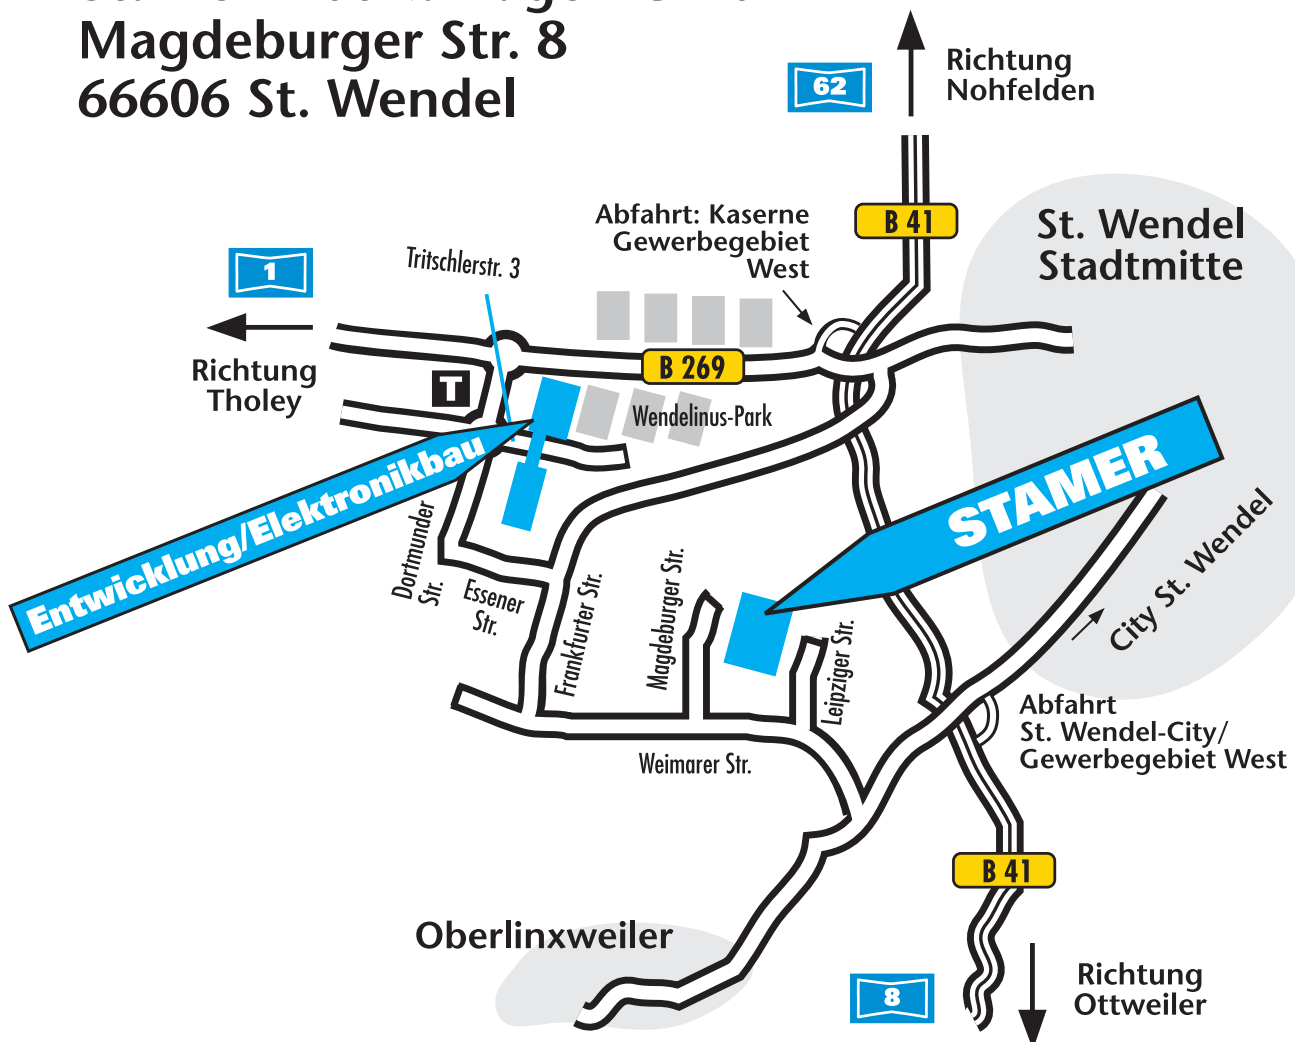 Magdeburger Str. 8
66606 St. Wendel
62
Richtung
Nohfelden
Abfahrt: Kaserne
Gewerbegebiet
West
B 41
St. Wendel
Stadtmitte
1
Tritschlerstr. 3
Richtung
Tholey
B 269
T
Wendelinus-Park
Entwicklung/Elektronikbau
STAMER
Dortmunder
Str.
Essener
Str.
Frankfurter Str.
Magdeburger Str.
Leipziger Str.
City St. Wendel
Abfahrt
St. Wendel-City/
Gewerbegebiet West
Weimarer Str.
B 41
Oberlinxweiler
8
Richtung
Ottweiler